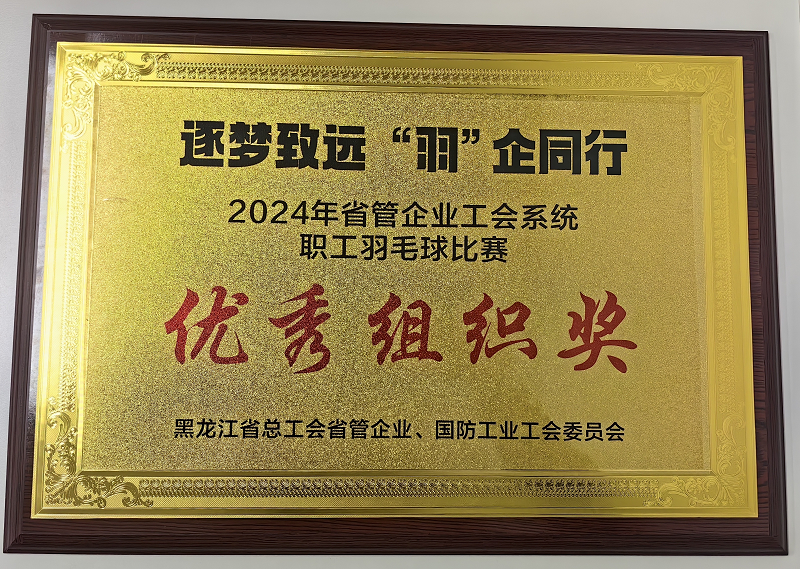 逐梦致远“羽”企同行
2024年省管企业工会系统
职工羽毛球比赛
优秀组织奖
黑龙江省总工会省管企业、国防工业工会委员会